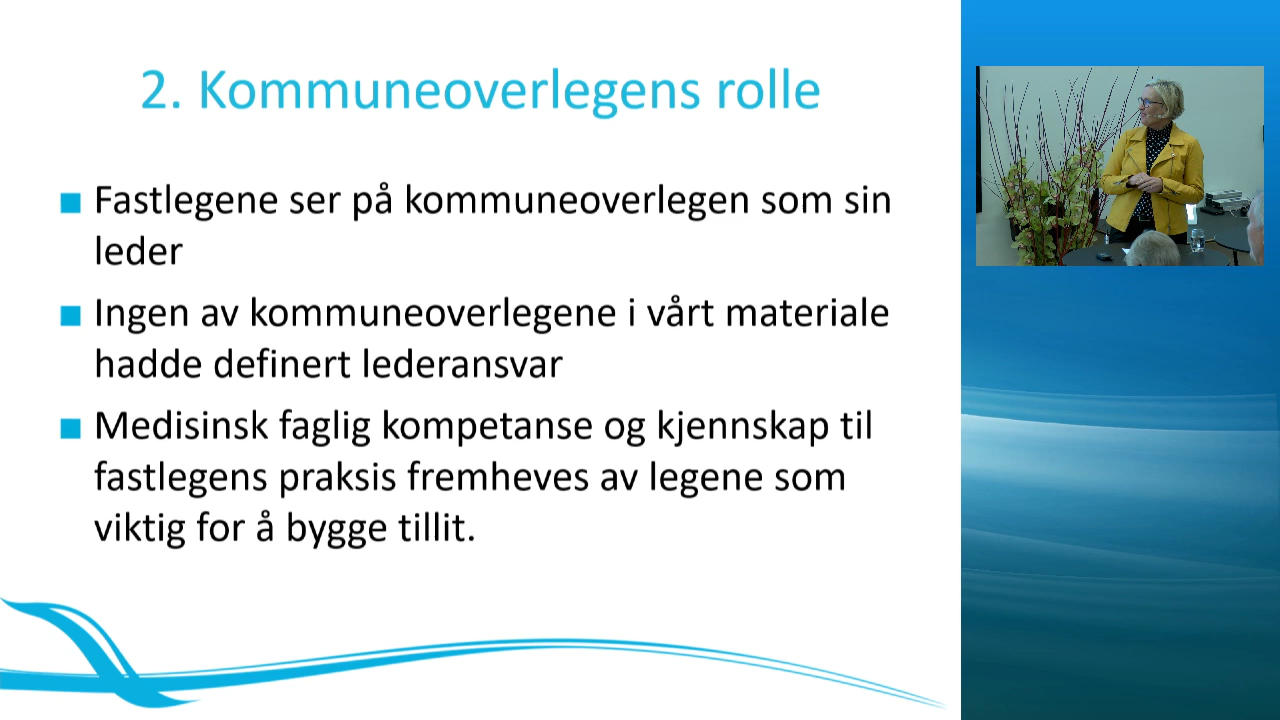 2. Kommuneoverlegens rolle
Fastlegene ser på kommuneoverlegen som sin
leder
Ingen av kommuneoverlegene i vårt materiale
hadde definert lederansvar
Medisinsk faglig kompetanse og kjennskap til
fastlegens praksis fremheves av legene som
viktig for å bygge tillit.